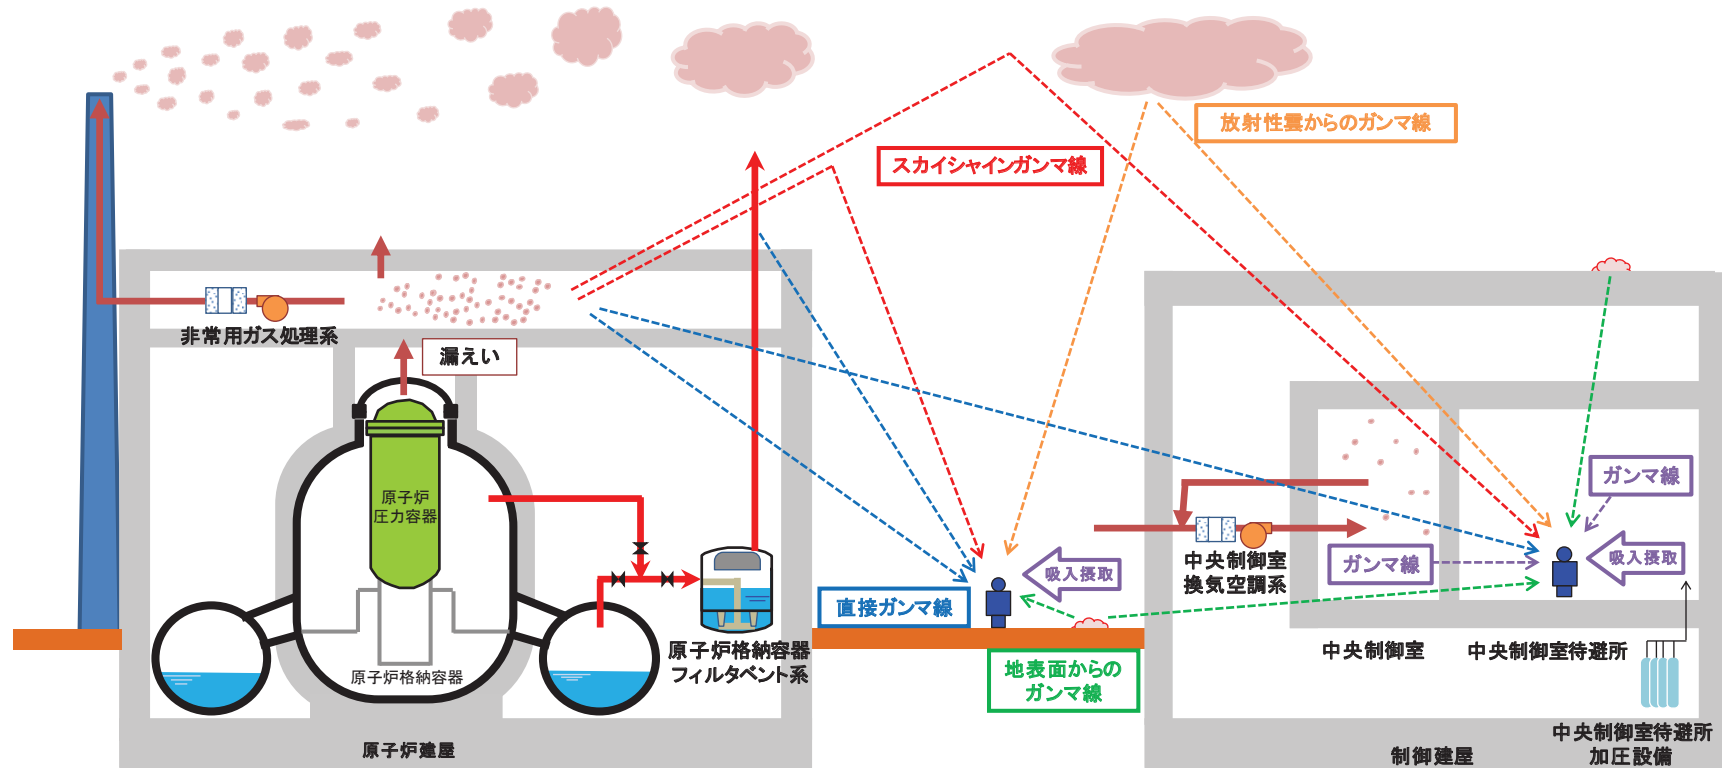 放射性雲からのガンマ線
スカイシャインガンマ線
非常用ガス処理系
漏えい
原子炉
圧力容器
原子炉格納容器
原子炉建屋
原子炉格納容器
フィルタベント系
直接ガンマ線
吸入摂取
地表面からの
ガンマ線
中央制御室
換気空調系
ガンマ線
ガンマ線
吸入摂取
中央制御室
中央制御室待避所
中央制御室待避所
加圧設備
制御建屋